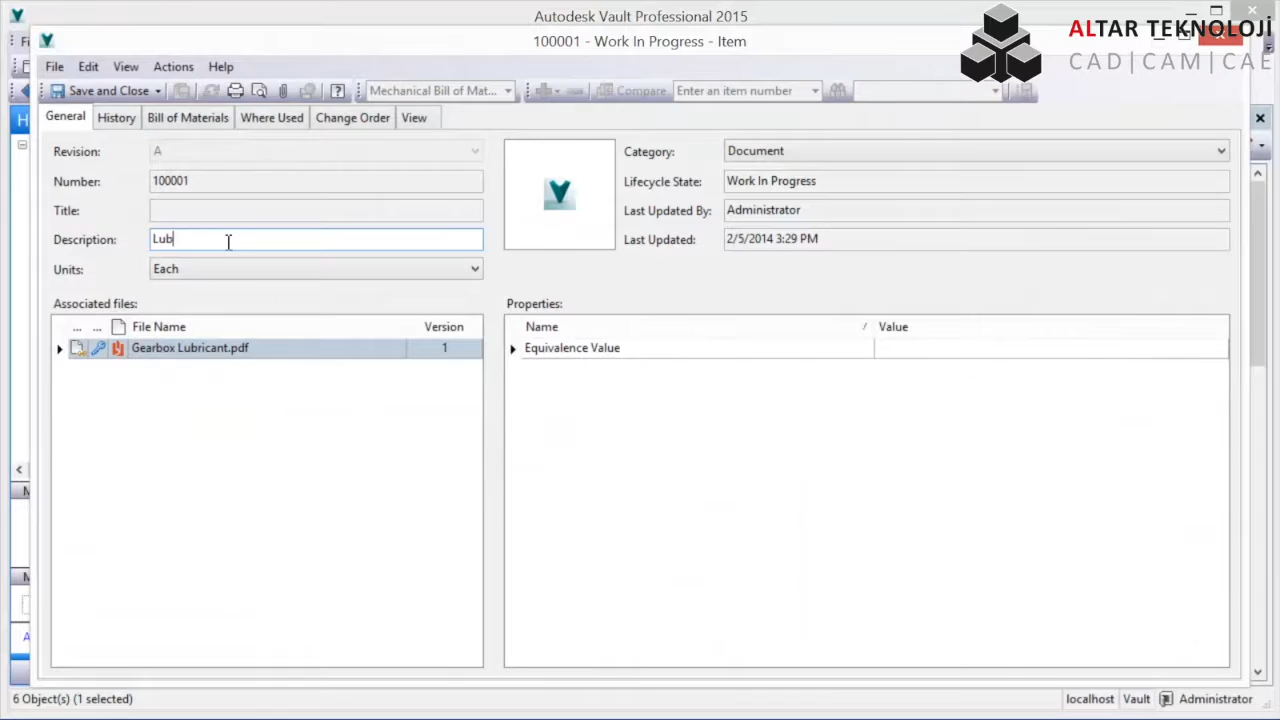 Autodesk Vault Professional 2015
100001 - Work In Progress - Item
ALTAR TEKNOLOJİ
CAD|CAM|CAE
File Edit View Actions Help
Save and Close Mechanical Bill of Mat... Compare Enter an item number
General History Bill of Materials Where Used Change Order View
Revision: A Category: Document
Number: 100001 Lifecycle State: Work In Progress
Title: Last Updated By: Administrator
Description: Lub Last Updated: 2/5/2014 3:29 PM
Units: Each
Associated files: Properties:
... ... File Name Version Name Value
Gearbox Lubricant.pdf 1 Equivalence Value
6 Object(s) (1 selected) localhost Vault Administrator